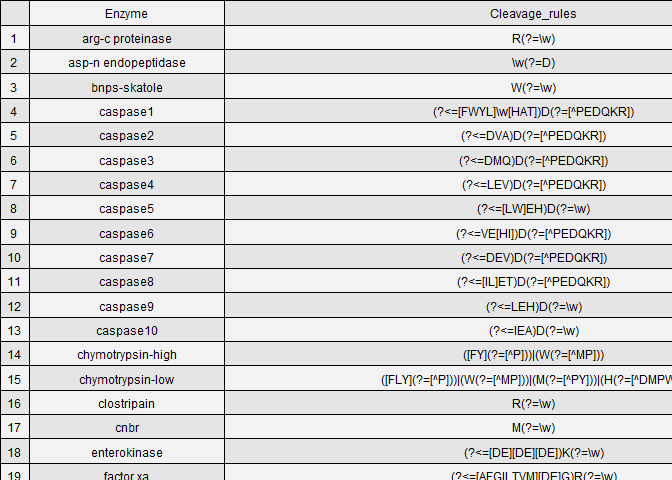 Enzyme Cleavage_rules
1 arg-c proteinase R(?=\w)
2 asp-n endopeptidase \w(?=D)
3 bnps-skatole W(?=\w)
4 caspase1 (?<=[FWYL]\w[HAT])D(?=[^PEDQKR])
5 caspase2 (?<=DVA)D(?=[^PEDQKR])
6 caspase3 (?<=DMQ)D(?=[^PEDQKR])
7 caspase4 (?<=LEV)D(?=[^PEDQKR])
8 caspase5 (?<=[LW]EH)D(?=\w)
9 caspase6 (?<=VE[HI])D(?=[^PEDQKR])
10 caspase7 (?<=DEV)D(?=[^PEDQKR])
11 caspase8 (?<=[IL]ET)D(?=[^PEDQKR])
12 caspase9 (?<=LEH)D(?=\w)
13 caspase10 (?<=IEA)D(?=\w)
14 chymotrypsin-high ([FY](?=[^P]))|(W(?=[^MP]))
15 chymotrypsin-low ([FLY](?=[^P]))|(W(?=[^MP]))|(M(?=[^PY]))|(H(?=[^DMPW
16 clostripain R(?=\w)
17 cnbr M(?=\w)
18 enterokinase (?<=[DE][DE][DE])K(?=\w)
19 factor xa (?<=[AFGILTVM][DE]G)R(?=\w)